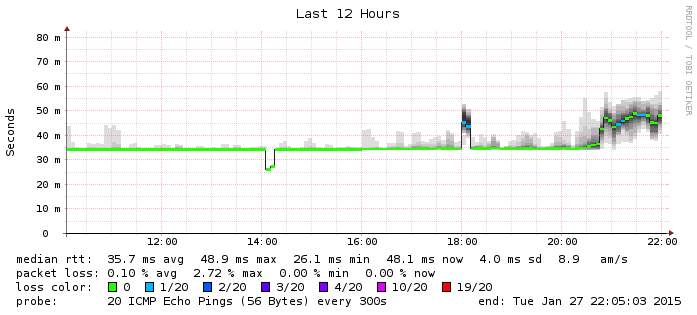 Last 12 Hours
RRDTOOL / TOBI OETIKER
Seconds
80 m
70 m
60 m
50 m
40 m
30 m
20 m
10 m
0
12:00 14:00 16:00 18:00 20:00 22:00
median rtt: 35.7 ms avg 48.9 ms max 26.1 ms min 48.1 ms now 4.0 ms sd 8.9 am/s
packet loss: 0.10 % avg 2.72 % max 0.00 % min 0.00 % now
loss color: 0 1/20 2/20 3/20 4/20 10/20 19/20
probe: 20 ICMP Echo Pings (56 Bytes) every 300s end: Tue Jan 27 22:05:03 2015